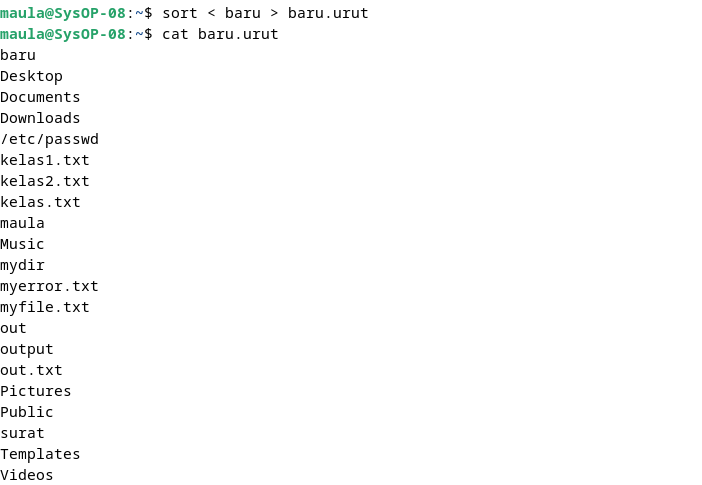 maula@SysOP-08:~$ sort < baru > baru.urut
maula@SysOP-08:~$ cat baru.urut
baru
Desktop
Documents
Downloads
/etc/passwd
kelas1.txt
kelas2.txt
kelas.txt
maula
Music
mydir
myerror.txt
myfile.txt
out
output
out.txt
Pictures
Public
surat
Templates
Videos